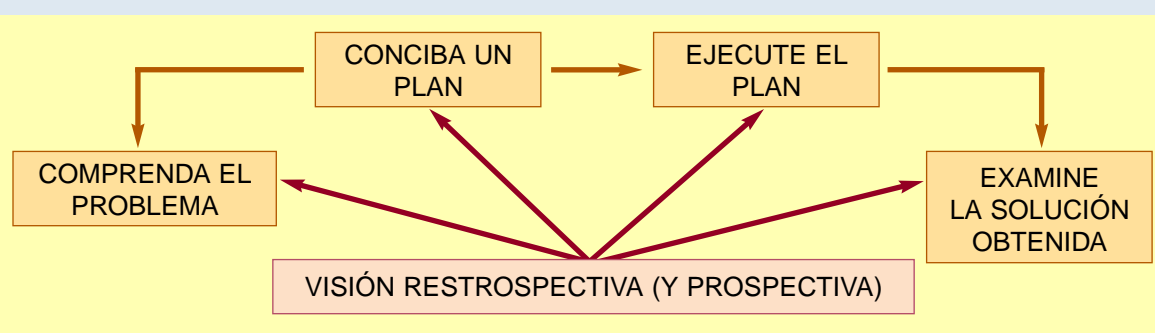 CONCIBA UN
PLAN
EJECUTE EL
PLAN
COMPRENDA EL
PROBLEMA
EXAMINE
LA SOLUCIÓN
OBTENIDA
VISIÓN RESTROSPECTIVA (Y PROSPECTIVA)